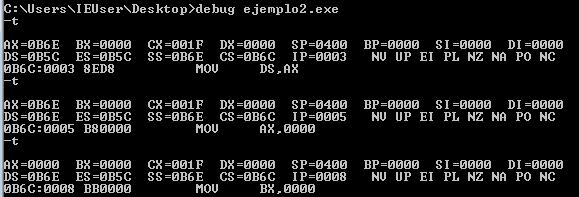 C:\Users\IEUser\Desktop>debug ejemplo2.exe
-t
AX=0B6E BX=0000 CX=001F DX=0000 SP=0400 BP=0000 SI=0000 DI=0000
DS=0B5C ES=0B5C SS=0B6E CS=0B6C IP=0003 NV UP EI PL NZ NA PO NC
0B6C:0003 8ED8 MOV DS,AX
-t
AX=0B6E BX=0000 CX=001F DX=0000 SP=0400 BP=0000 SI=0000 DI=0000
DS=0B6E ES=0B5C SS=0B6E CS=0B6C IP=0005 NV UP EI PL NZ NA PO NC
0B6C:0005 B80000 MOV AX,0000
-t
AX=0000 BX=0000 CX=001F DX=0000 SP=0400 BP=0000 SI=0000 DI=0000
DS=0B6E ES=0B5C SS=0B6E CS=0B6C IP=0008 NV UP EI PL NZ NA PO NC
0B6C:0008 BB0000 MOV BX,0000